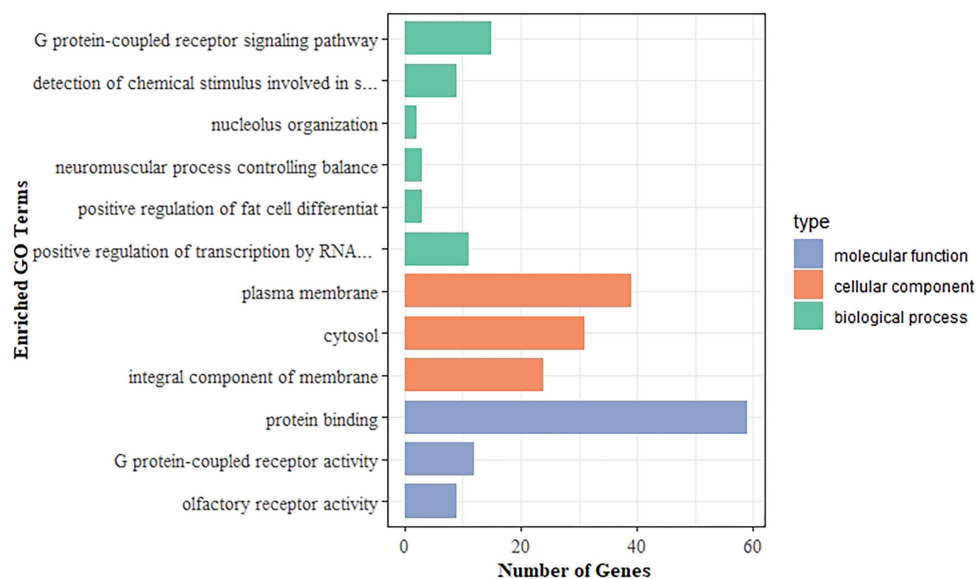 G protein-coupled receptor signaling pathway
detection of chemical stimulus involved in s...
nucleolus organization
neuromuscular process controlling balance
positive regulation of fat cell differentiat
positive regulation of transcription by RNA...
plasma membrane
cytosol
integral component of membrane
protein binding
G protein-coupled receptor activity
olfactory receptor activity
Enriched GO Terms
0 20 40 60
Number of Genes
type
molecular function
cellular component
biological process